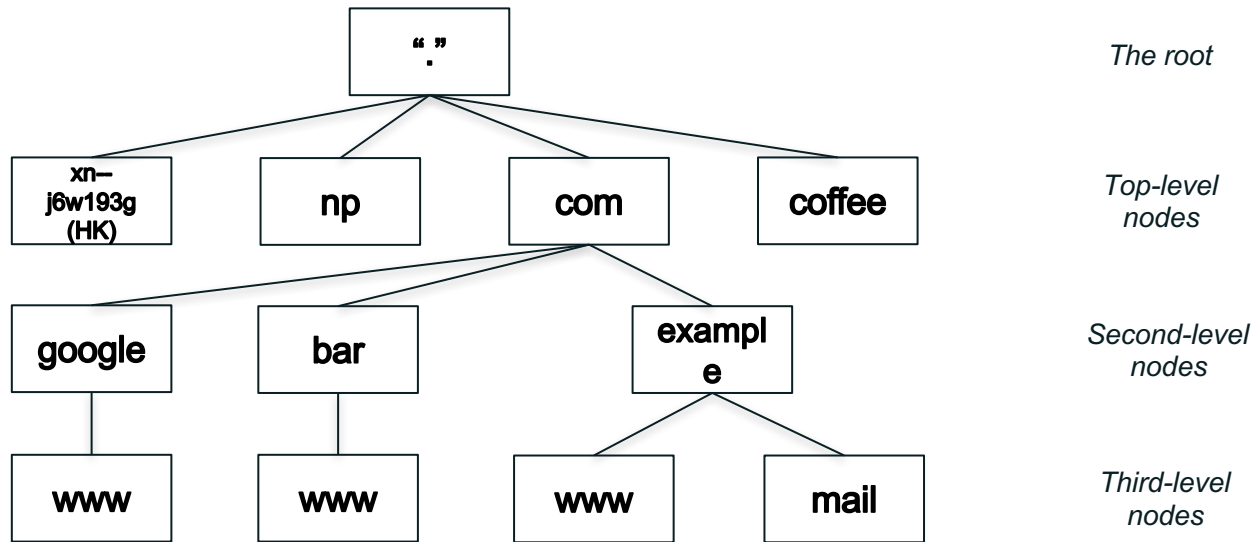 “.”
The root
xn--
j6w193g
(HK)
np
com
coffee
Top-level
nodes
google
bar
exampl
e
Second-level
nodes
www
www
www
mail
Third-level
nodes